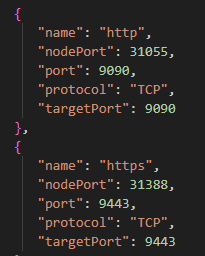 {
"name": "http",
"nodePort": 31055,
"port": 9090,
"protocol": "TCP",
"targetPort": 9090
},
{
"name": "https",
"nodePort": 31388,
"port": 9443,
"protocol": "TCP",
"targetPort": 9443